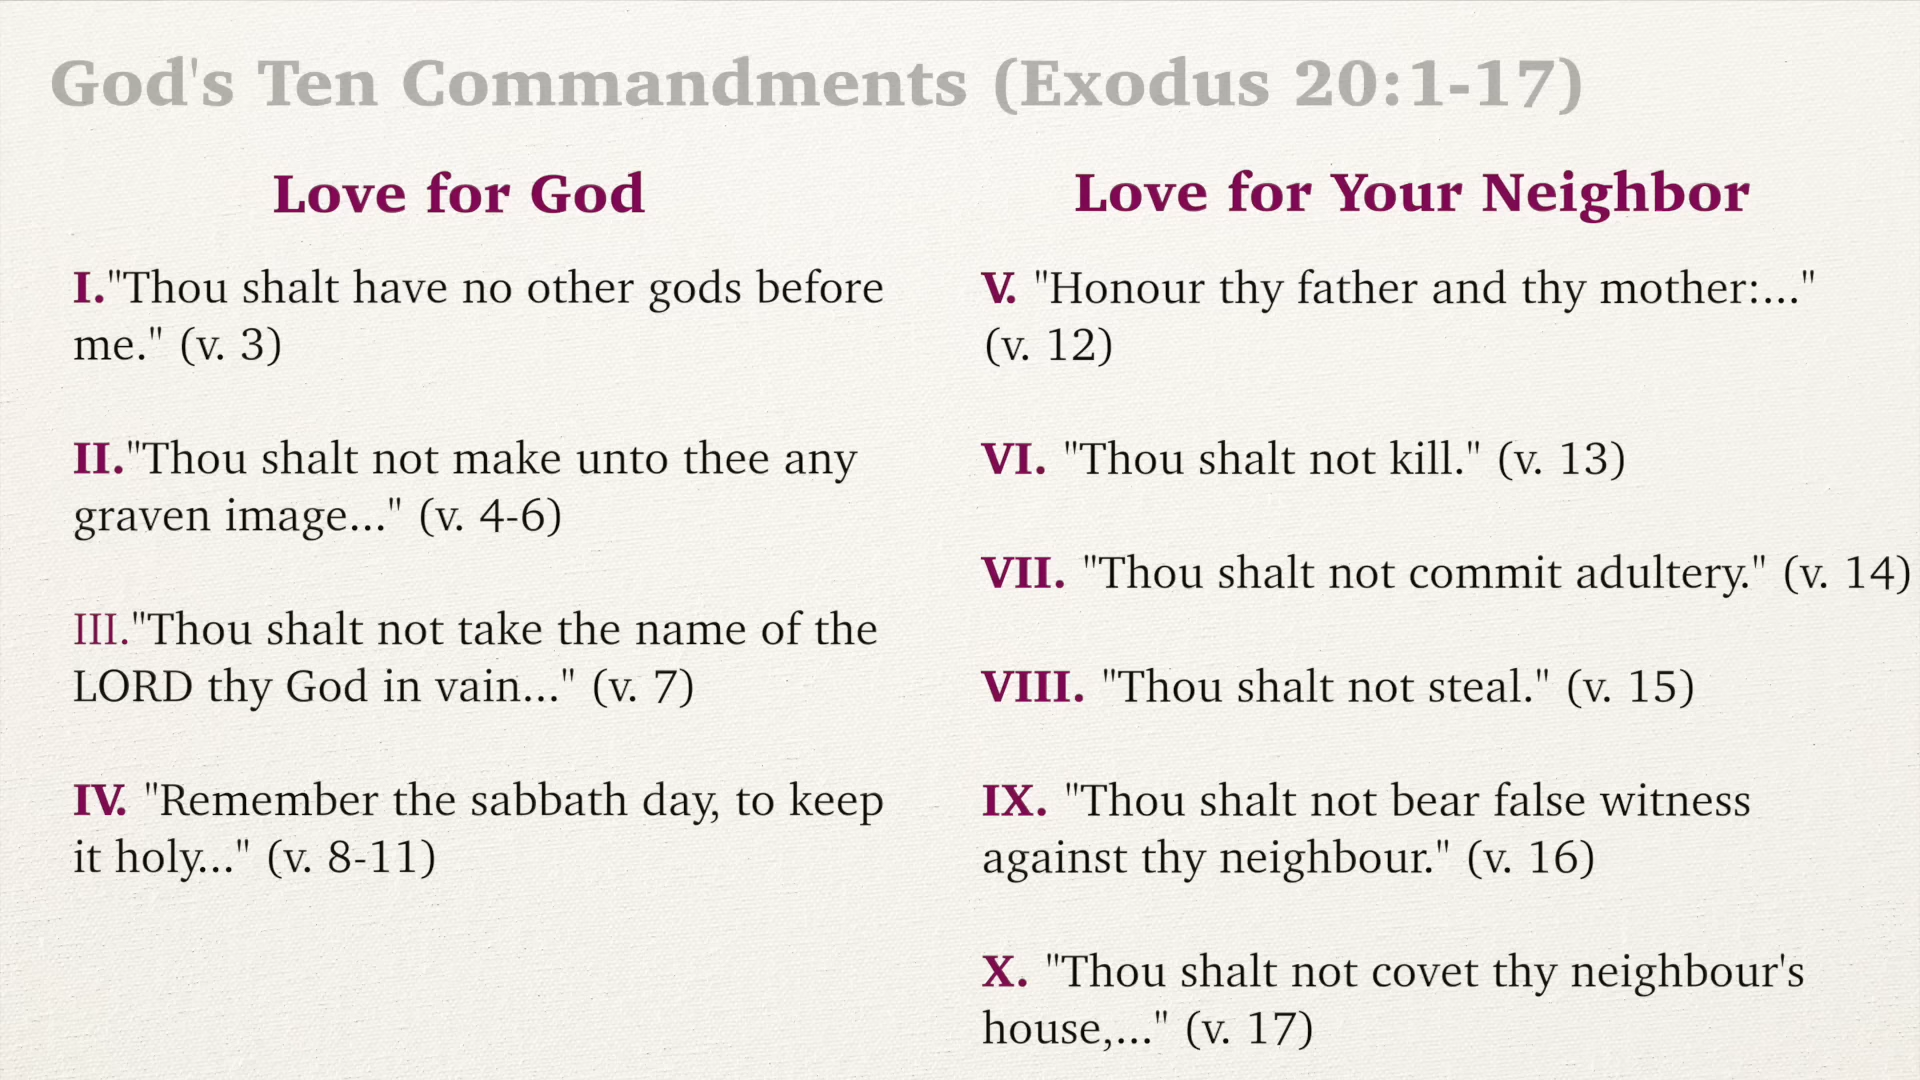 God's Ten Commandments (Exodus 20:1-17)
Love for God
I."Thou shalt have no other gods before
me." (v. 3)
II."Thou shalt not make unto thee any
graven image..." (v. 4-6)
III."Thou shalt not take the name of the
LORD thy God in vain..." (v. 7)
IV. "Remember the sabbath day, to keep
it holy..." (v. 8-11)
Love for Your Neighbor
V. "Honour thy father and thy mother:..."
(v. 12)
VI. "Thou shalt not kill." (v. 13)
VII. "Thou shalt not commit adultery." (v. 14)
VIII. "Thou shalt not steal." (v. 15)
IX. "Thou shalt not bear false witness
against thy neighbour." (v. 16)
X. "Thou shalt not covet thy neighbour's
house,..." (v. 17)